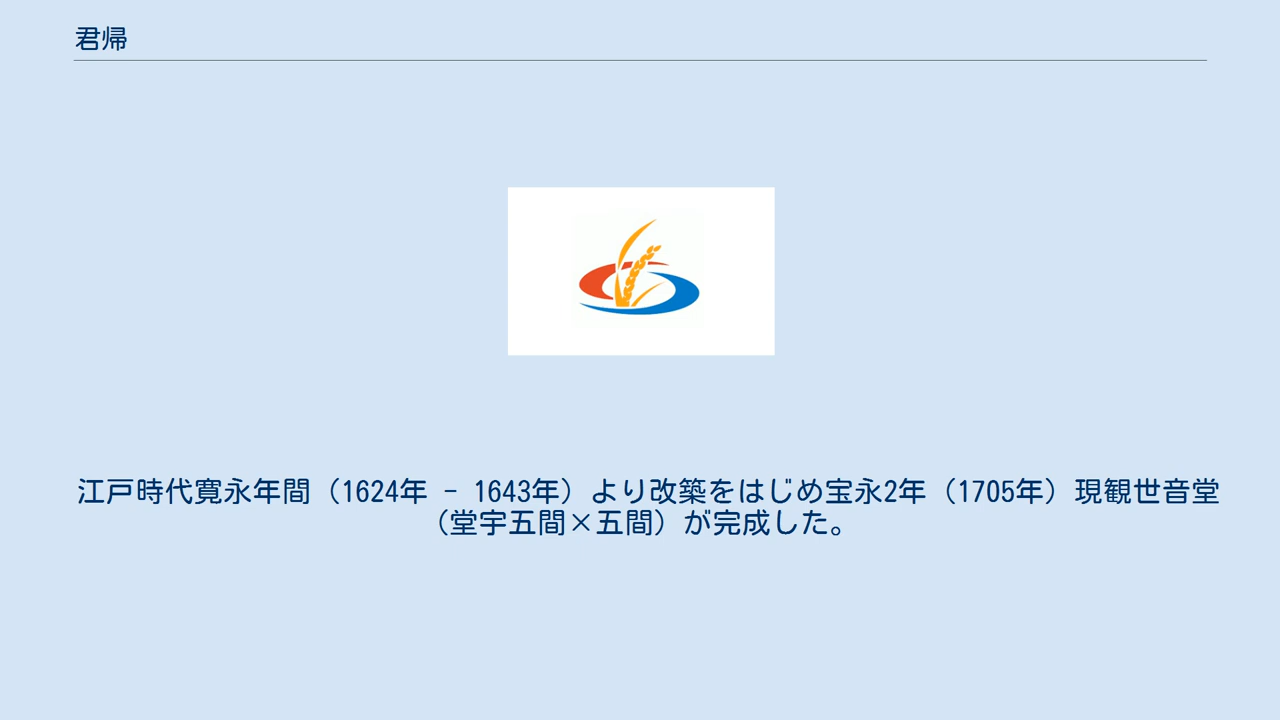 君帰
江戸時代寛永年間（1624年 - 1643年）より改築をはじめ宝永2年（1705年）現観世音堂
（堂宇五間×五間）が完成した。